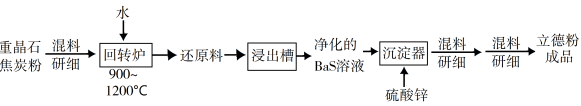 水
重晶石
焦炭粉
混料
研细
回转炉
900~
1200℃
还原料
浸出槽
净化的
BaS溶液
沉淀器
硫酸锌
混料
研细
混料
研细
立德粉
成品